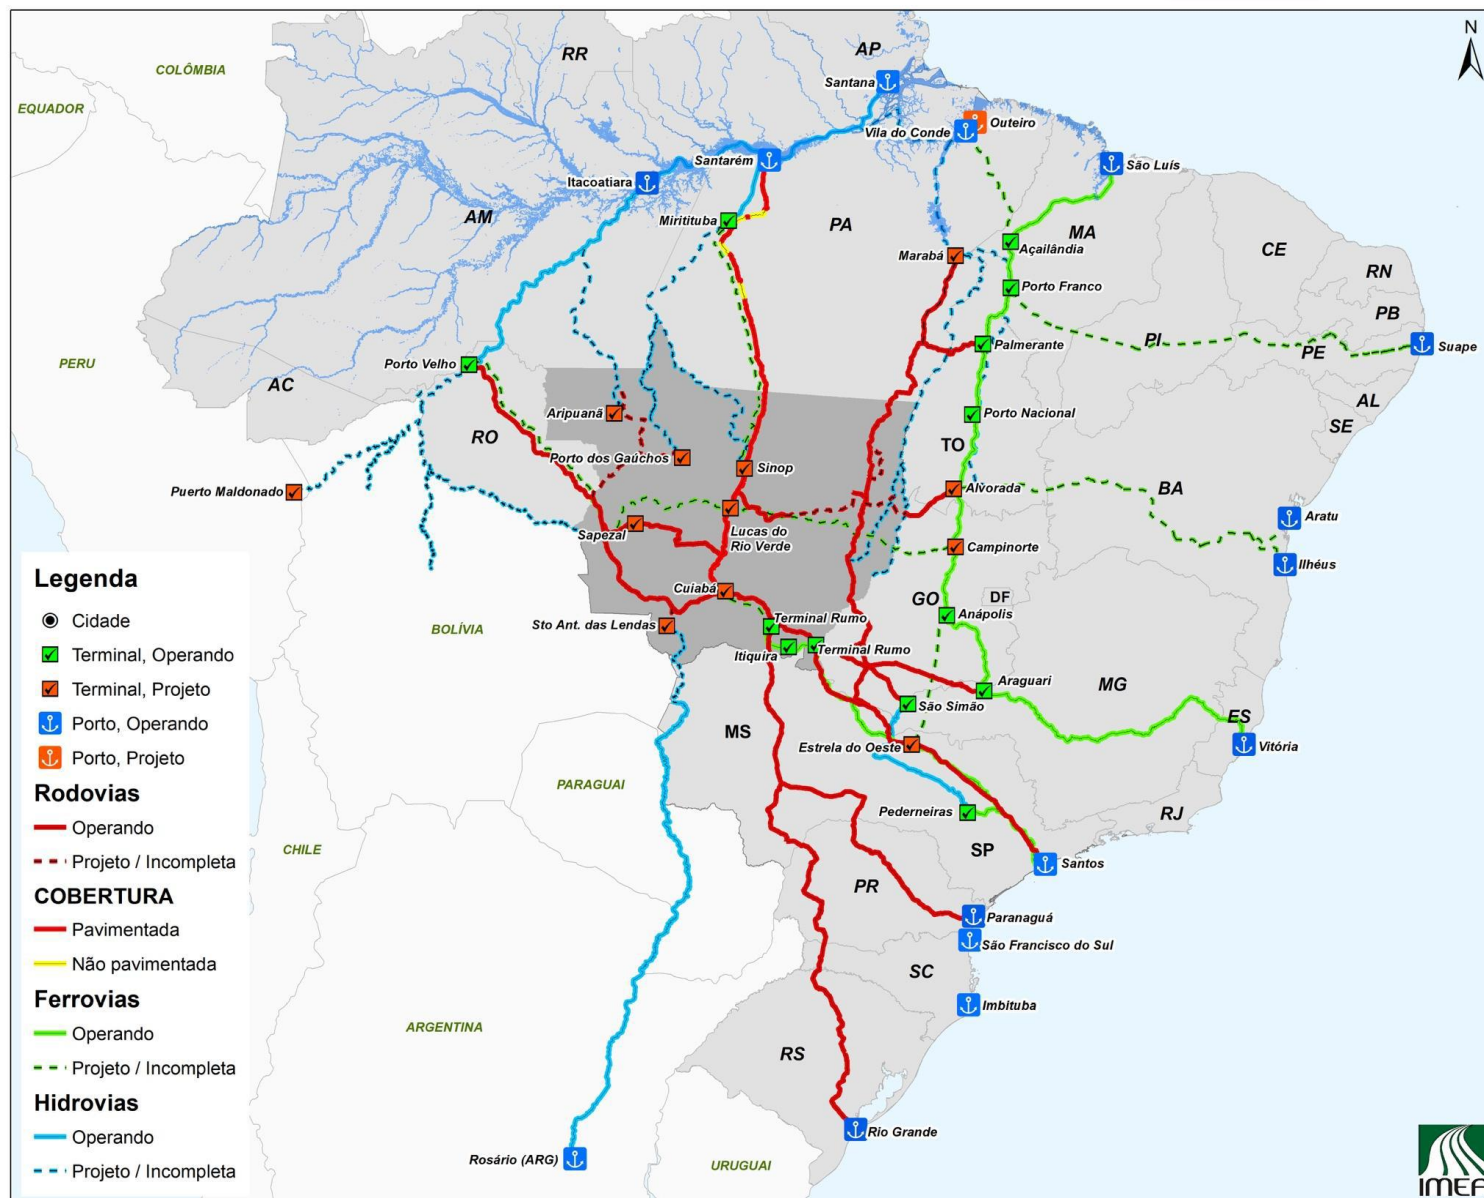 N
RR
AP
COLÔMBIA
Santana
EQUADOR
Outeiro
Vila do Conde
Santarém
São Luís
Itacoatiara
AM
Miritituba
PA
MA
Açailândia
CE
Marabá
RN
Porto Franco
PB
PI
Palmerante
PE
Suape
PERU
Porto Velho
AC
AL
Aripuanã
Porto Nacional
SE
RO
TO
Porto dos Gaúchos
Sinop
Puerto Maldonado
Alvorada
BA
Aratu
Sapezal
Lucas do
Rio Verde
Campinorte
Ilhéus
Cuiabá
GO
DF
Anápolis
BOLÍVIA
Sto Ant. das Lendas
Terminal Rumo
Itiquira
Terminal Rumo
Araguari
MG
São Simão
ES
MS
Estrela do Oeste
Vitória
PARAGUAI
Pederneiras
RJ
CHILE
SP
Santos
PR
Paranaguá
São Francisco do Sul
SC
Imbituba
ARGENTINA
RS
Rio Grande
Rosário (ARG)
URUGUAI
Legenda
Cidade
Terminal, Operando
Terminal, Projeto
Porto, Operando
Porto, Projeto
Rodovias
Operando
Projeto / Incompleta
COBERTURA
Pavimentada
Não pavimentada
Ferrovias
Operando
Projeto / Incompleta
Hidrovias
Operando
Projeto / Incompleta